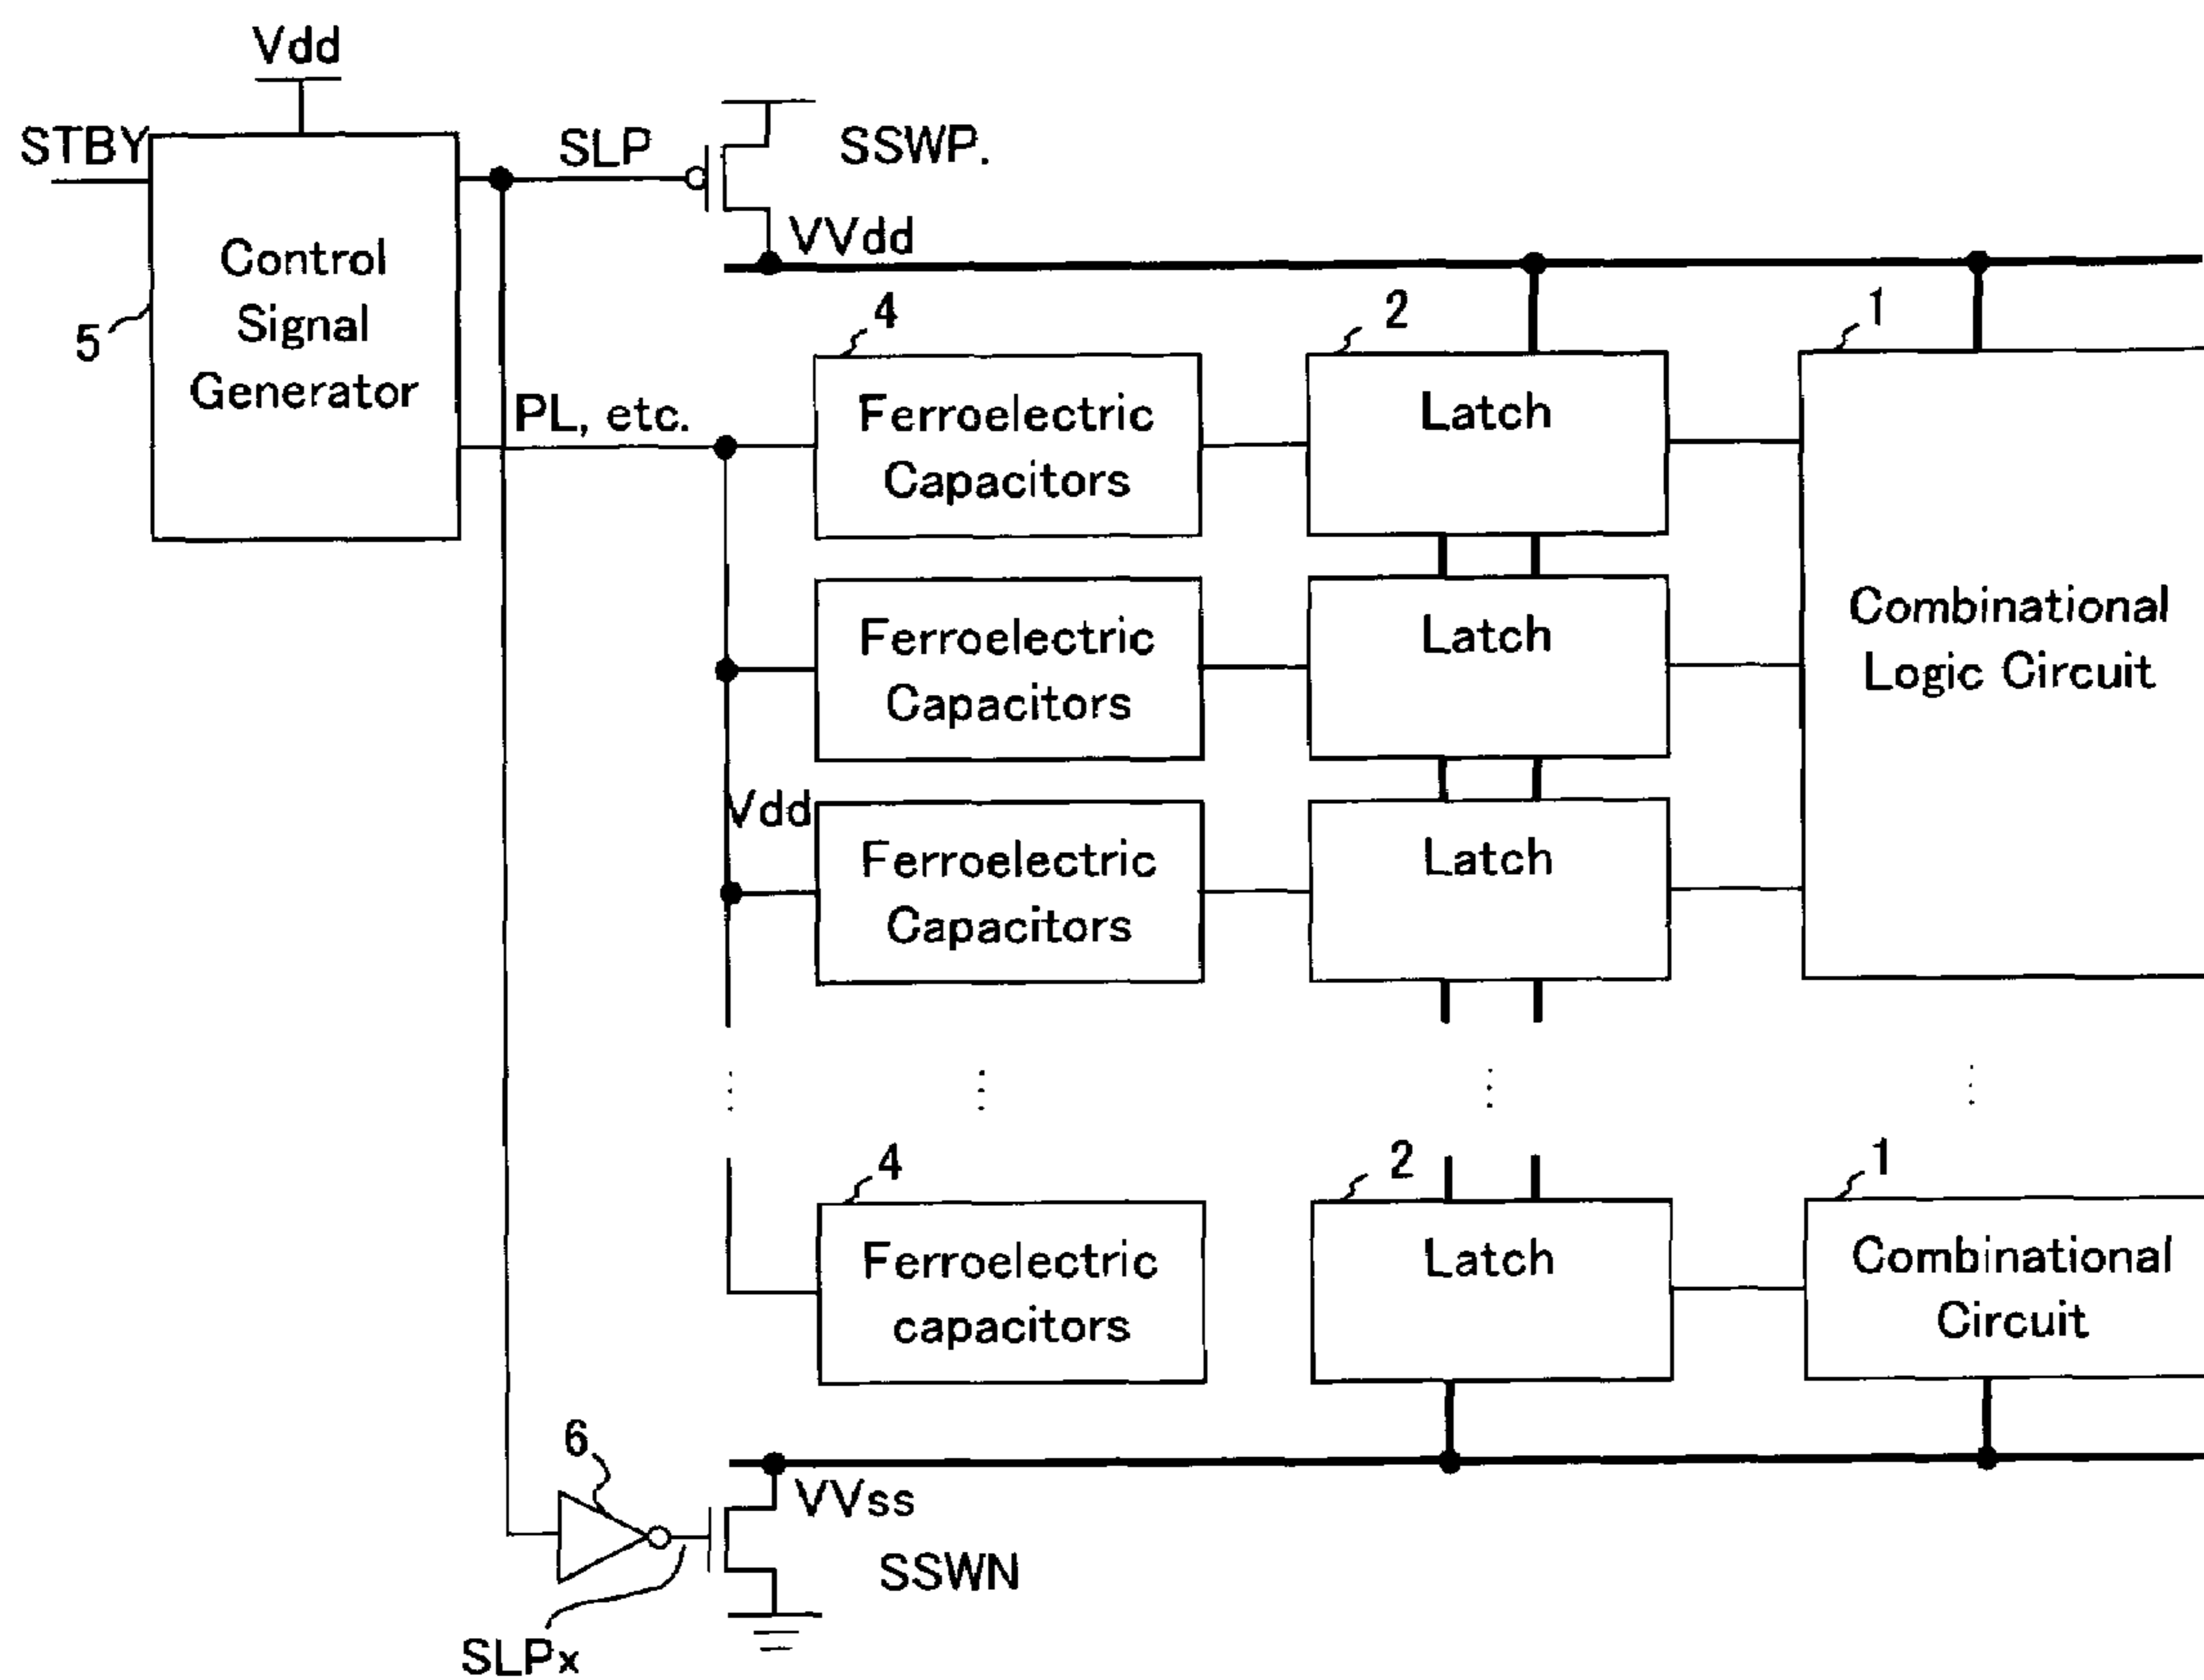 Vdd
STBY
SLP
SSWP.
VVdd
Control
Signal
Generator
5
4
2
1
PL, etc.
Ferroelectric
Capacitors
Latch
Ferroelectric
Capacitors
Latch
Combinational
Logic Circuit
Vdd
Ferroelectric
Capacitors
Latch
4
2
1
Ferroelectric
capacitors
Latch
Combinational
Circuit
6
VVss
SSWN
SLPx